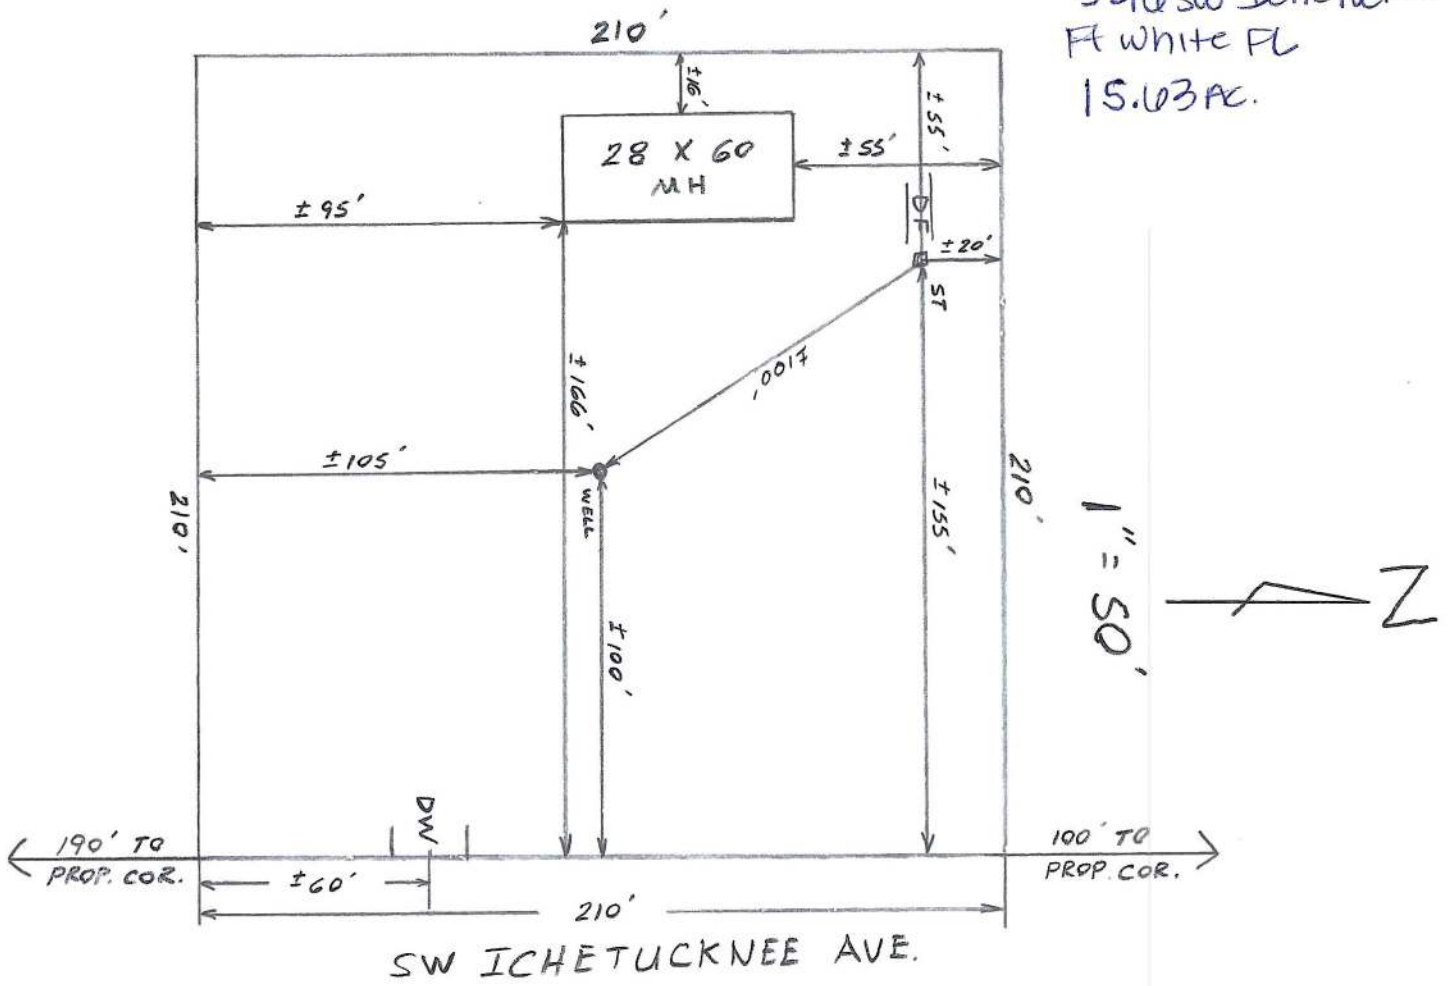 Ft White FL
15.63 AC.
210'
±16'
±55'
28 X 60
MH
±55'
±95'
DF
±20'
ST
±100'
±166'
±105'
WELL
210'
210'
±155'
1" = 50'
N
±100'
DW
190' TO
PROP. COR.
100' TO
PROP. COR.
±60'
210'
SW ICHETUCKNEE AVE.